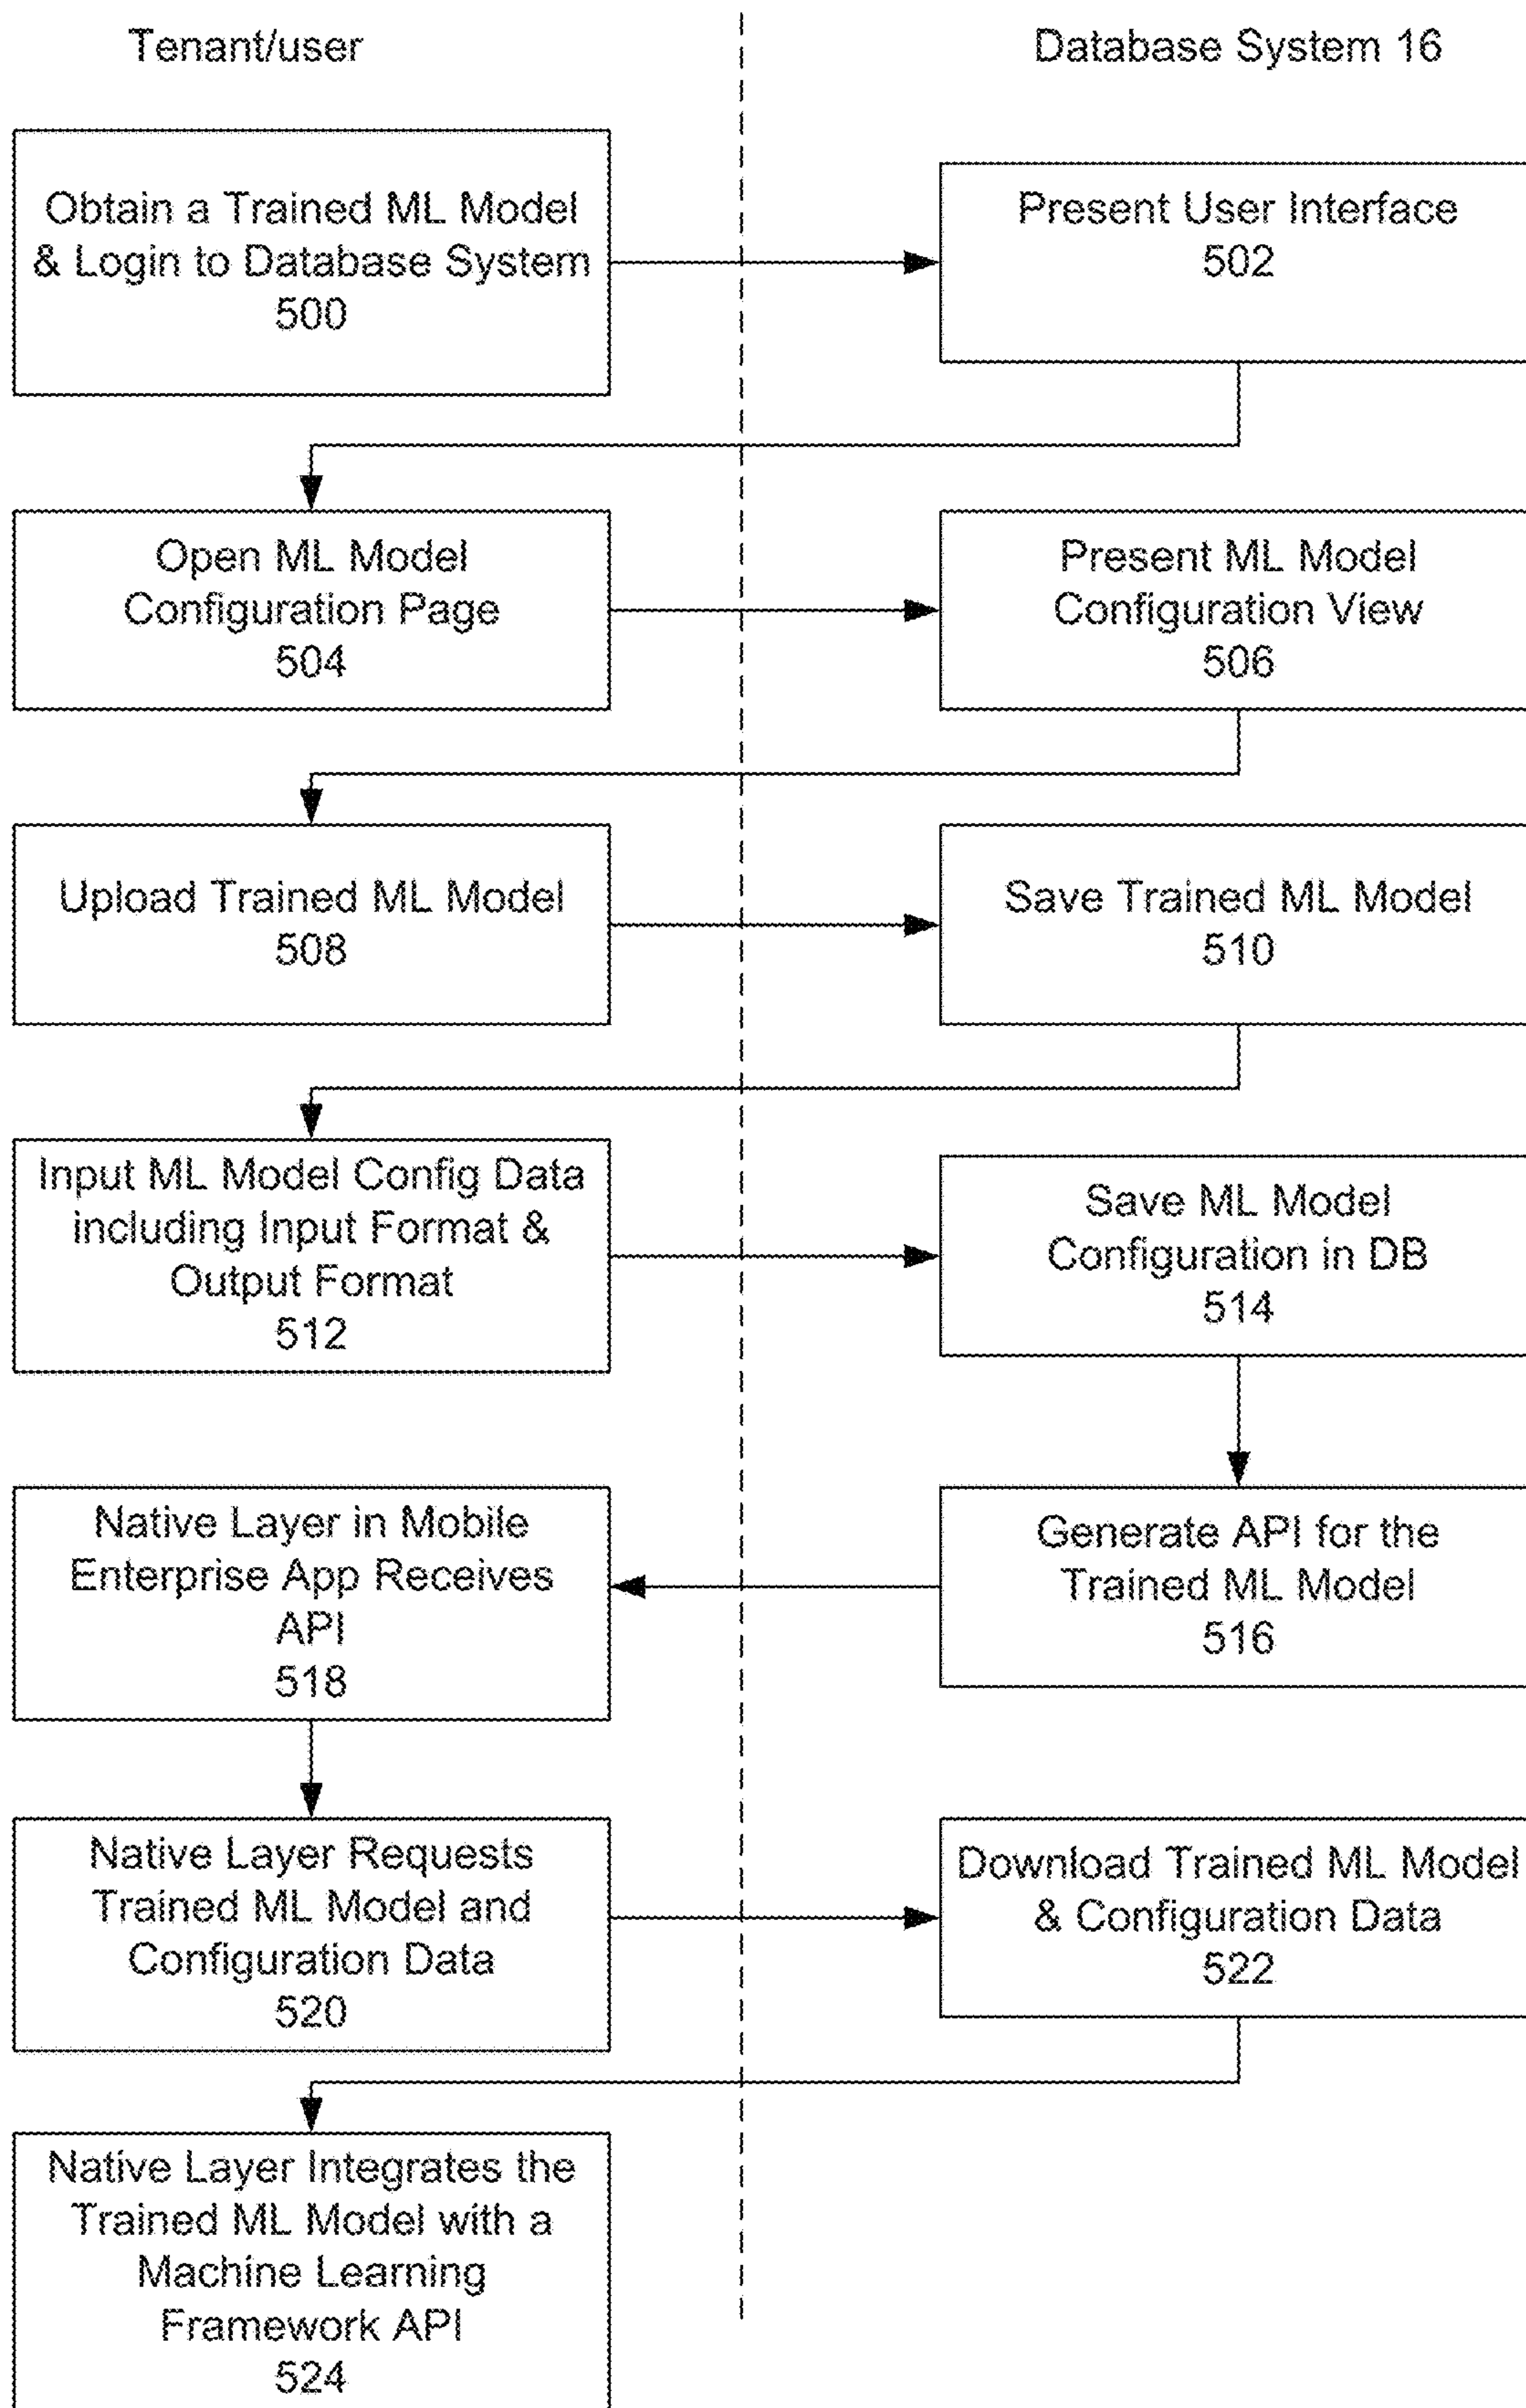 Tenant/user
Database System 16
Obtain a Trained ML Model
& Login to Database System
500
Present User Interface
502
Open ML Model
Configuration Page
504
Present ML Model
Configuration View
506
Upload Trained ML Model
508
Save Trained ML Model
510
Input ML Model Config Data
including Input Format &
Output Format
512
Save ML Model
Configuration in DB
514
Generate API for the
Trained ML Model
516
Native Layer in Mobile
Enterprise App Receives
API
518
Native Layer Requests
Trained ML Model and
Configuration Data
520
Download Trained ML Model
& Configuration Data
522
Native Layer Integrates the
Trained ML Model with a
Machine Learning
Framework API
524